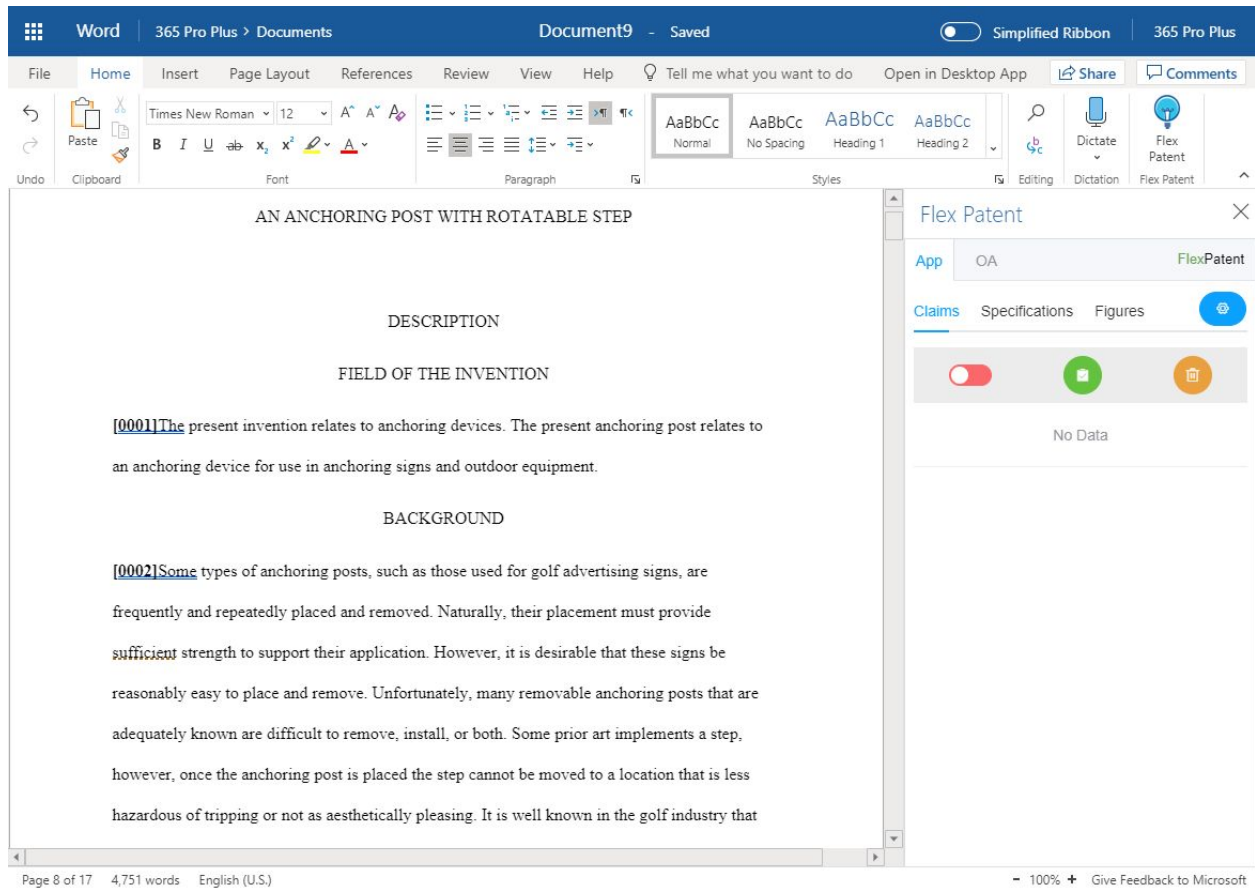 Word 365 Pro Plus > Documents Document9 - Saved Simplified Ribbon 365 Pro Plus
File Home Insert Page Layout References Review View Help Tell me what you want to do Open in Desktop App Share Comments
Times New Roman 12
Paste
B I U ab x₂ x² A
AaBbCc AaBbCc AaBbCc AaBbCc
Normal No Spacing Heading 1 Heading 2
Dictate
Flex
Patent
Undo Clipboard Font Paragraph Styles Editing Dictation Flex Patent
AN ANCHORING POST WITH ROTATABLE STEP
DESCRIPTION
FIELD OF THE INVENTION
[0001]The present invention relates to anchoring devices. The present anchoring post relates to
an anchoring device for use in anchoring signs and outdoor equipment.
BACKGROUND
[0002]Some types of anchoring posts, such as those used for golf advertising signs, are
frequently and repeatedly placed and removed. Naturally, their placement must provide
sufficient strength to support their application. However, it is desirable that these signs be
reasonably easy to place and remove. Unfortunately, many removable anchoring posts that are
adequately known are difficult to remove, install, or both. Some prior art implements a step,
however, once the anchoring post is placed the step cannot be moved to a location that is less
hazardous of tripping or not as aesthetically pleasing. It is well known in the golf industry that
Flex Patent
App OA FlexPatent
Claims Specifications Figures
No Data
Page 8 of 17 4,751 words English (U.S.) - 100% + Give Feedback to Microsoft